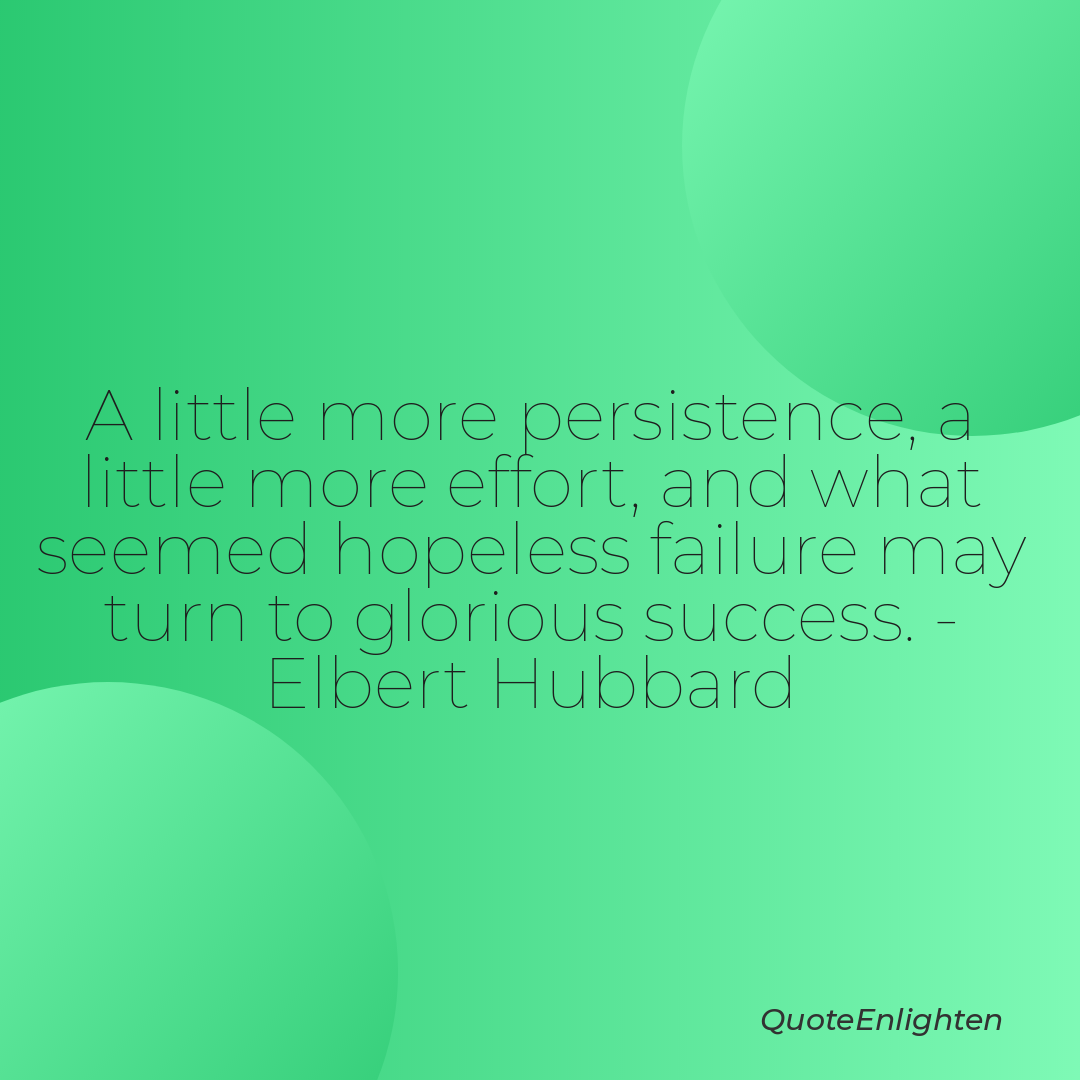 A little more persistence, a
little more effort, and what
seemed hopeless failure may
turn to glorious success. -
Elbert Hubbard
QuoteEnlighten